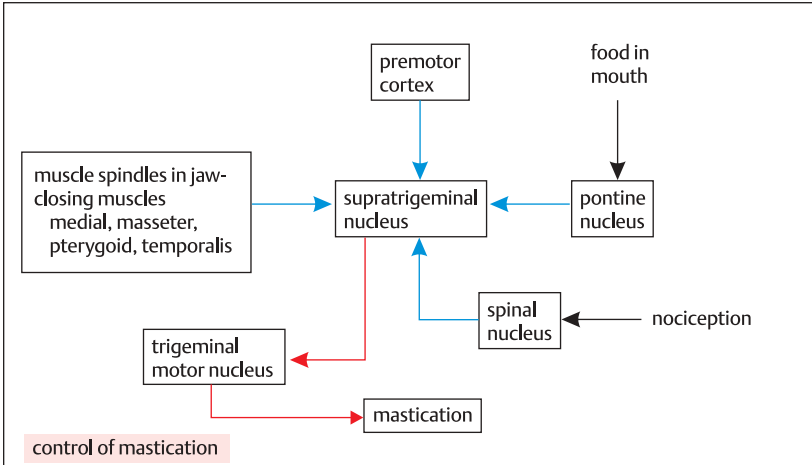 premotor
cortex
food in
mouth
muscle spindles in jaw-
closing muscles
medial, masseter,
pterygoid, temporalis
supratrigeminal
nucleus
pontine
nucleus
spinal
nucleus
nociception
trigeminal
motor nucleus
mastication
control of mastication